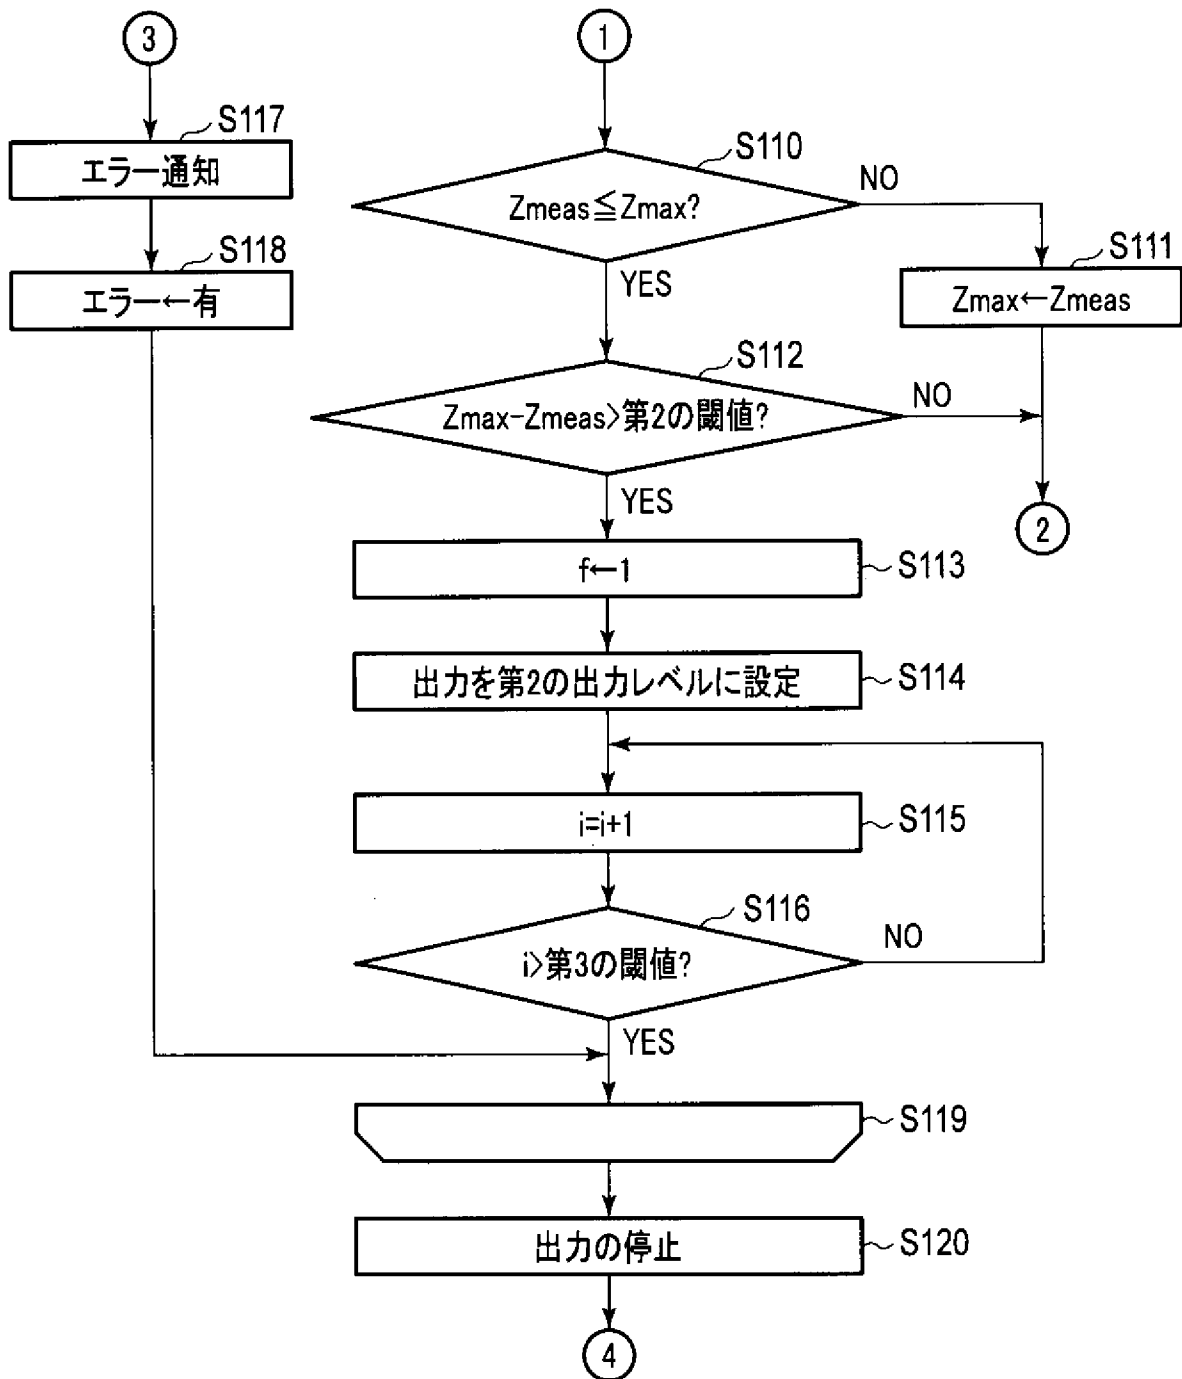 3
S117
エラー通知
S118
エラー←有
1
S110
Zmeas≦Zmax?
NO
YES
S111
Zmax←Zmeas
S112
Zmax-Zmeas>第2の閾値?
NO
YES
2
f←1
S113
出力を第2の出力レベルに設定
S114
i=i+1
S115
S116
i>第3の閾値?
NO
YES
S119
出力の停止
S120
4